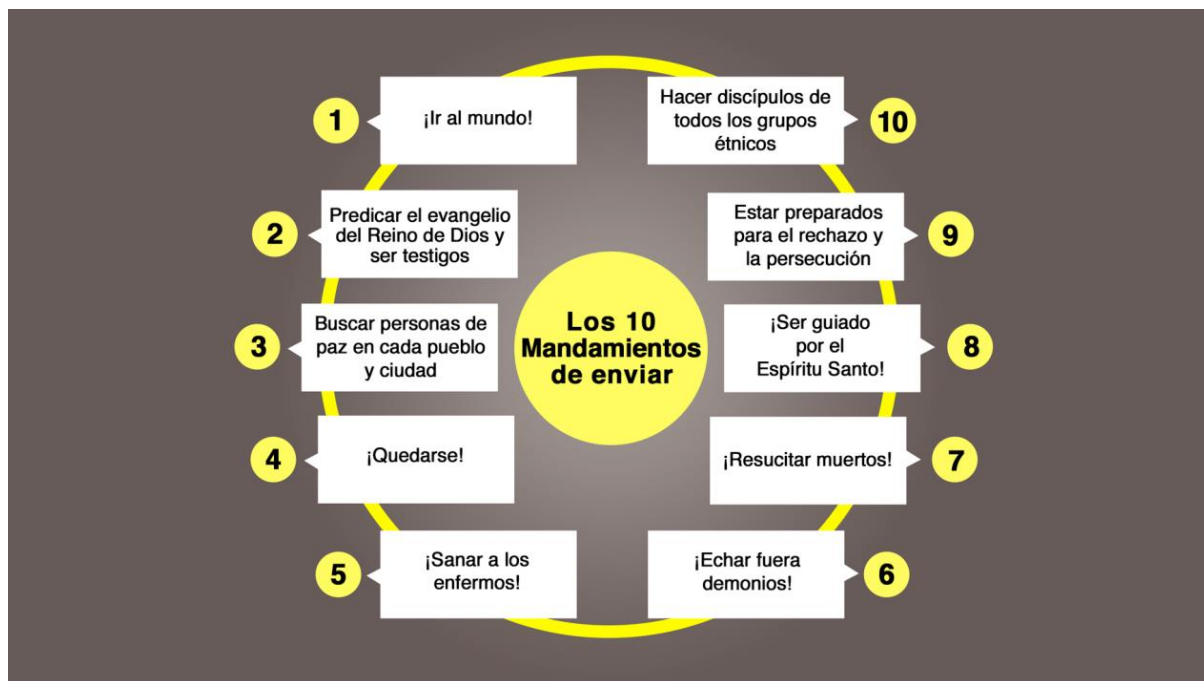 Los 10
Mandamientos
de enviar
1
¡Ir al mundo!
2
Predicar el evangelio
del Reino de Dios y
ser testigos
3
Buscar personas de
paz en cada pueblo
y ciudad
4
¡Quedarse!
5
¡Sanar a los
enfermos!
6
¡Echar fuera
demonios!
7
¡Resucitar muertos!
8
¡Ser guiado
por el
Espíritu Santo!
9
Estar preparados
para el rechazo y
la persecución
10
Hacer discípulos de
todos los grupos
étnicos